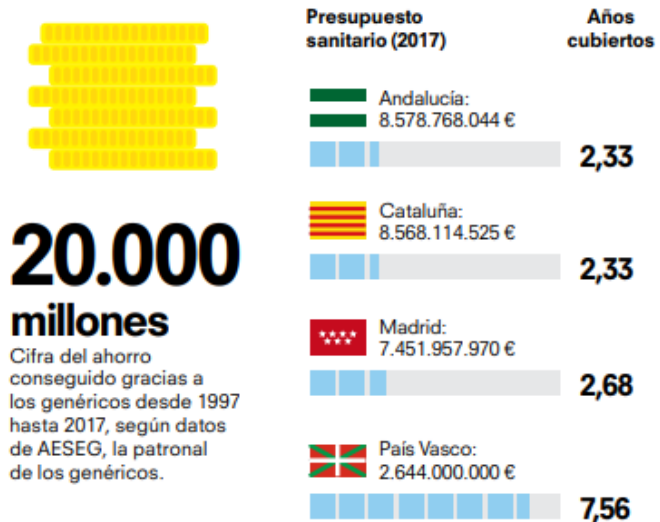 20.000
millones
Cifra del ahorro
conseguido gracias a
los genéricos desde 1997
hasta 2017, según datos
de AESEG, la patronal
de los genéricos.
Presupuesto
sanitario (2017)
Años
cubiertos
Andalucía:
8.578.768.044 €
2,33
Cataluña:
8.568.114.525 €
2,33
Madrid:
7.451.957.970 €
2,68
País Vasco:
2.644.000.000 €
7,56